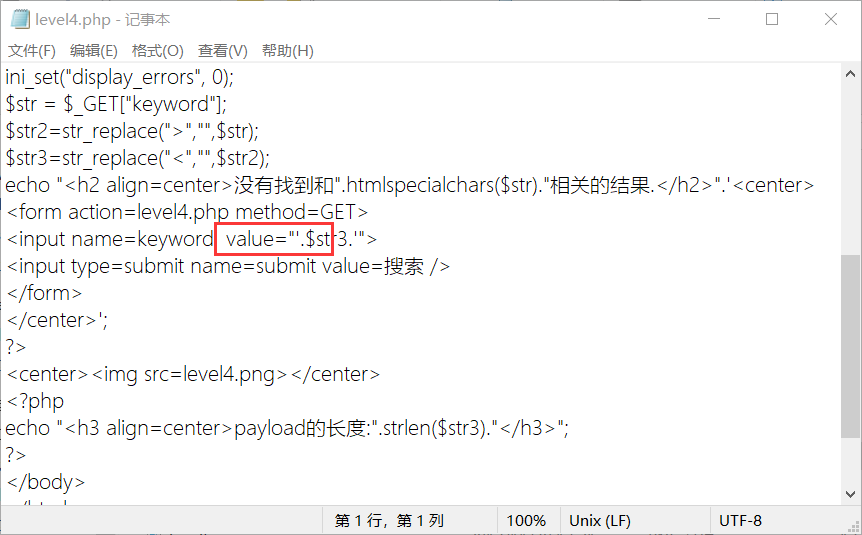 level4.php - 记事本
文件(F) 编辑(E) 格式(O) 查看(V) 帮助(H)
ini_set("display_errors", 0);
$str = $_GET["keyword"];
$str2=str_replace(">","",$str);
$str3=str_replace("<","",$str2);
echo "<h2 align=center>没有找到和".htmlspecialchars($str)."相关的结果.</h2>".'<center>
<form action=level4.php method=GET>
<input name=keyword  value="'.$str3.'">
<input type=submit name=submit value=搜索 />
</form>
</center>';
?>
<center><img src=level4.png></center>
<?php
echo "<h3 align=center>payload的长度:".strlen($str3)."</h3>";
?>
</body>
第 1 行，第 1 列 100% Unix (LF) UTF-8